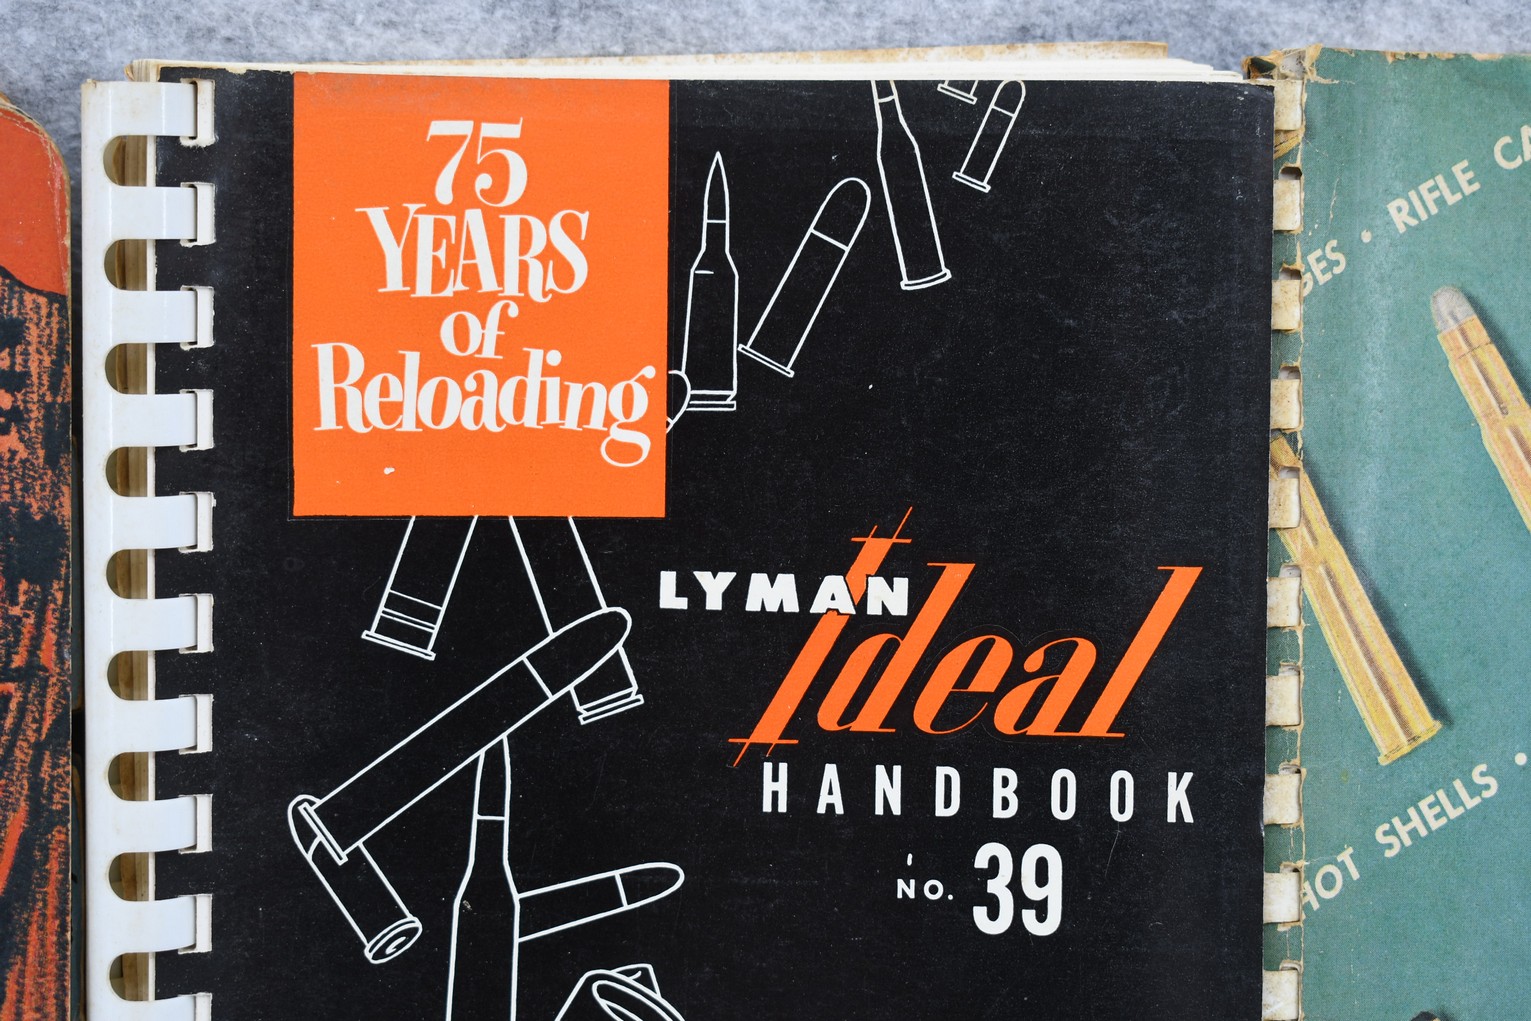 75
YEARS
of
Reloading
LYMAN
Ideal
HANDBOOK
NO. 39
GES • RIFLE CA
HOT SHELLS •